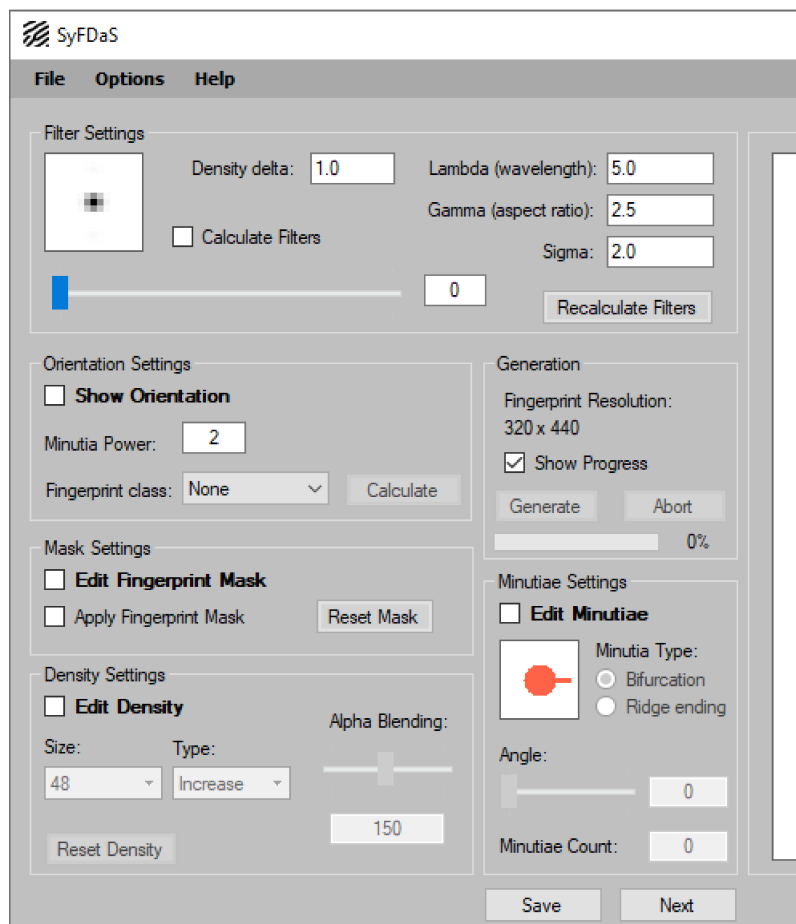 SyFDaS
File Options Help
Filter Settings
Density delta: 1.0
Lambda (wavelength): 5.0
Gamma (aspect ratio): 2.5
Calculate Filters
Sigma: 2.0
0
Recalculate Filters
Orientation Settings
Show Orientation
Minutia Power: 2
Fingerprint class: None Calculate
Generation
Fingerprint Resolution:
320 x 440
Show Progress
Generate Abort
0%
Mask Settings
Edit Fingerprint Mask
Apply Fingerprint Mask Reset Mask
Minutiae Settings
Edit Minutiae
Minutia Type:
Bifurcation
Ridge ending
Angle:
0
Minutiae Count: 0
Density Settings
Edit Density
Alpha Blending:
Size: Type:
48 Increase
150
Reset Density
Save Next